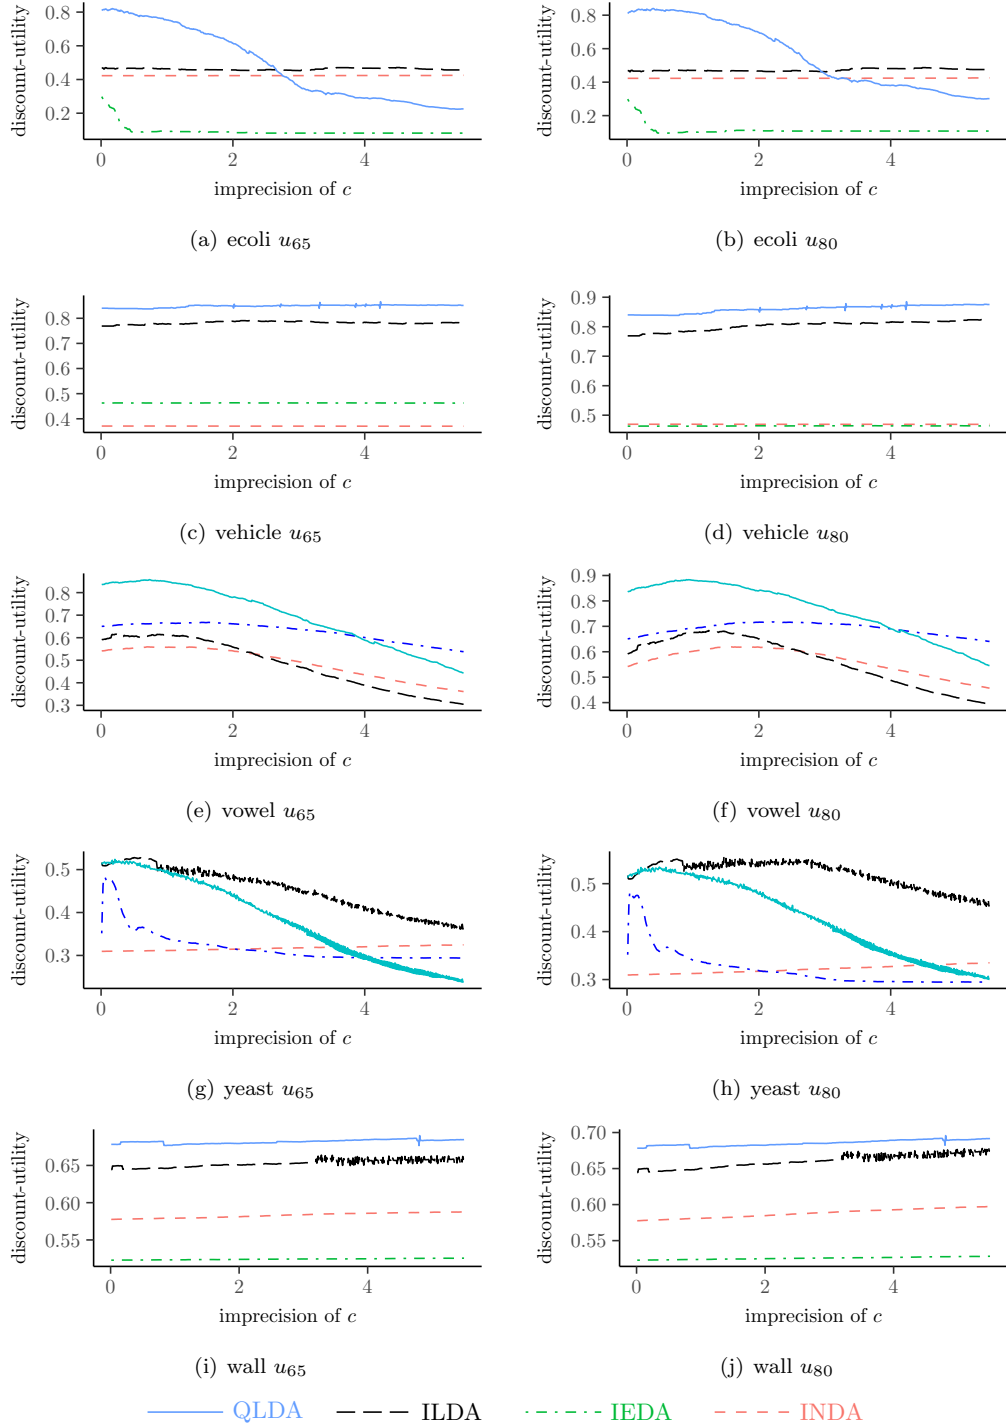 discount-utility
0.8
0.6
0.4
0.2
0 2 4
imprecision of c
(a) ecoli u65
discount-utility
0.8
0.6
0.4
0.2
0 2 4
imprecision of c
(b) ecoli u80
discount-utility
0.8
0.7
0.6
0.5
0.4
0 2 4
imprecision of c
(c) vehicle u65
discount-utility
0.9
0.8
0.7
0.6
0.5
0 2 4
imprecision of c
(d) vehicle u80
discount-utility
0.8
0.7
0.6
0.5
0.4
0.3
0 2 4
imprecision of c
(e) vowel u65
discount-utility
0.9
0.8
0.7
0.6
0.5
0.4
0 2 4
imprecision of c
(f) vowel u80
discount-utility
0.5
0.4
0.3
0 2 4
imprecision of c
(g) yeast u65
discount-utility
0.5
0.4
0.3
0 2 4
imprecision of c
(h) yeast u80
discount-utility
0.65
0.60
0.55
0 2 4
imprecision of c
(i) wall u65
discount-utility
0.70
0.65
0.60
0.55
0 2 4
imprecision of c
(j) wall u80
QLDA ILDA IEDA INDA